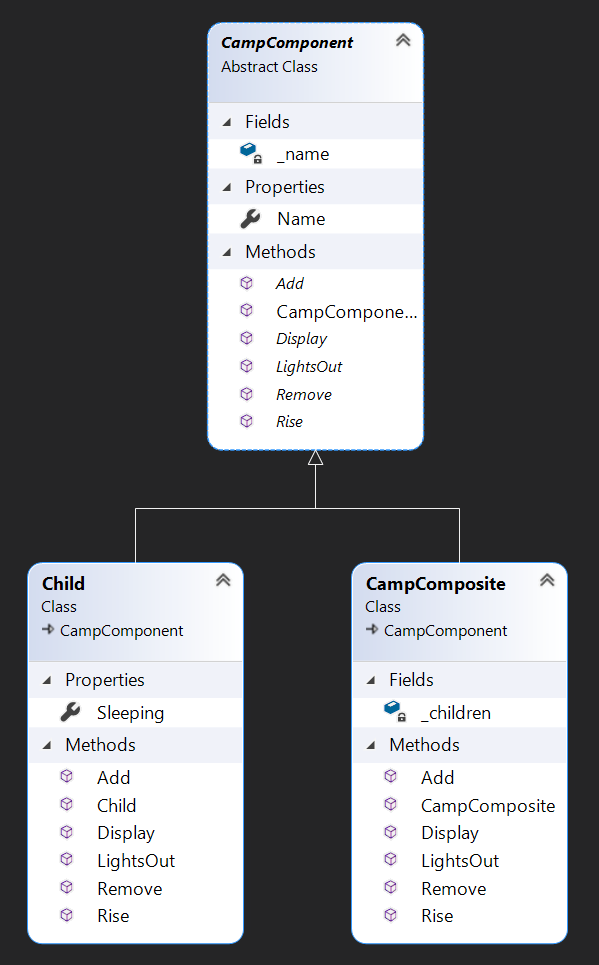 CampComponent
Abstract Class
Fields
_name
Properties
Name
Methods
Add
CampCompone...
Display
LightsOut
Remove
Rise
Child
Class
CampComponent
Properties
Sleeping
Methods
Add
Child
Display
LightsOut
Remove
Rise
CampComposite
Class
CampComponent
Fields
_children
Methods
Add
CampComposite
Display
LightsOut
Remove
Rise